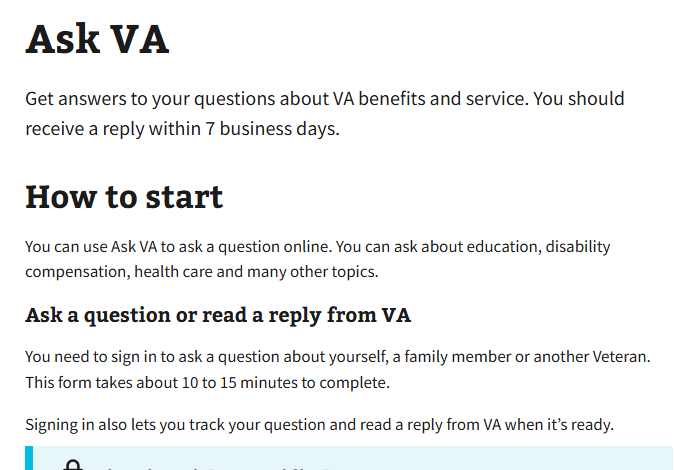 Ask VA
Get answers to your questions about VA benefits and service. You should
receive a reply within 7 business days.
How to start
You can use Ask VA to ask a question online. You can ask about education, disability
compensation, health care and many other topics.
Ask a question or read a reply from VA
You need to sign in to ask a question about yourself, a family member or another Veteran.
This form takes about 10 to 15 minutes to complete.
Signing in also lets you track your question and read a reply from VA when it’s ready.